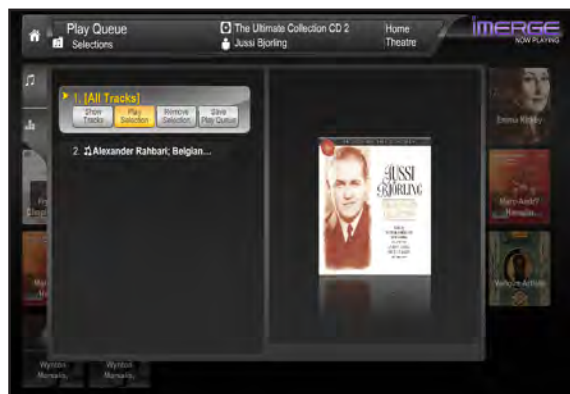 Play Queue
Selections
The Ultimate Collection CD 2
Jussi Bjorling
Home
Theatre
imerge
NOW PLAYING
1. [All Tracks]
Show
Tracks
Play
Selection
Remove
Selection
Save
Play Queue
2. Alexander Rahbari; Belgian...
JUSSI
BJÖRLING
Emma Kirkby
Marc-André
Hamelin...
Various Artists
Wynton
Marsalis,
Wynton
Marsalis,